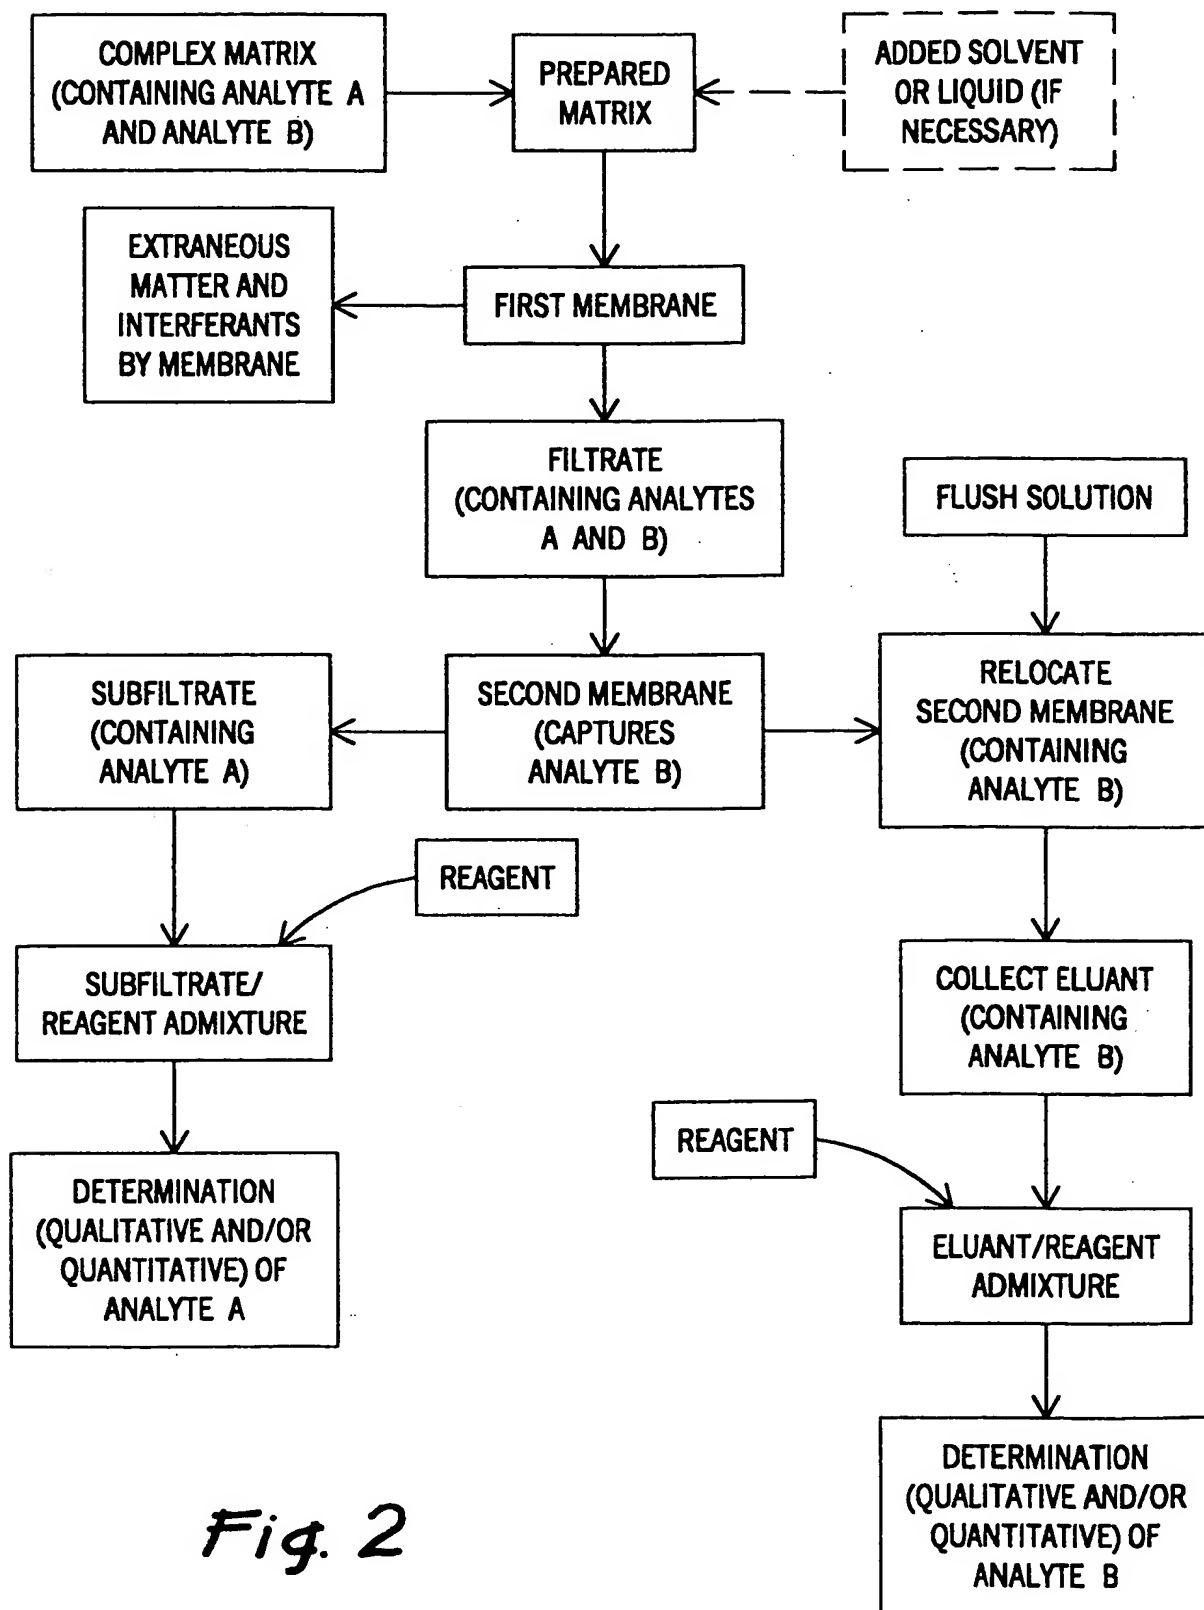 COMPLEX MATRIX
(CONTAINING ANALYTE A
AND ANALYTE B)
PREPARED
MATRIX
ADDED SOLVENT
OR LIQUID (IF
NECESSARY)
EXTRANEOUS
MATTER AND
INTERFERANTS
BY MEMBRANE
FIRST MEMBRANE
FILTRATE
(CONTAINING ANALYTES
A AND B)
FLUSH SOLUTION
SUBFILTRATE
(CONTAINING
ANALYTE A)
SECOND MEMBRANE
(CAPTURES
ANALYTE B)
RELOCATE
SECOND MEMBRANE
(CONTAINING
ANALYTE B)
REAGENT
SUBFILTRATE/
REAGENT ADMIXTURE
COLLECT ELUANT
(CONTAINING
ANALYTE B)
REAGENT
DETERMINATION
(QUALITATIVE AND/OR
QUANTITATIVE) OF
ANALYTE A
ELUANT/REAGENT
ADMIXTURE
DETERMINATION
(QUALITATIVE AND/OR
QUANTITATIVE) OF
ANALYTE B
Fig. 2